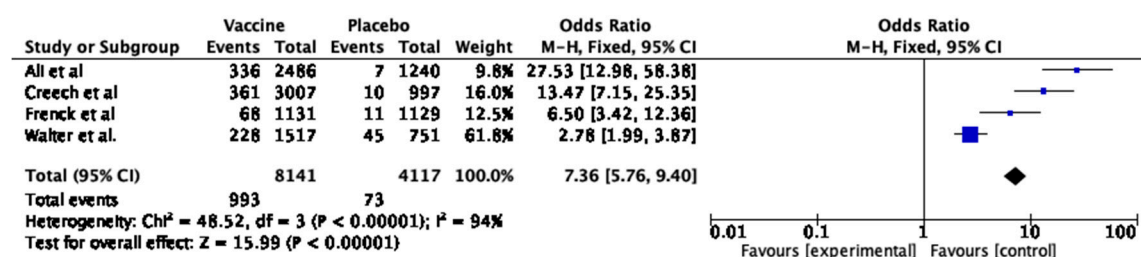 Vaccine Placebo Odds Ratio Odds Ratio
Study or Subgroup Events Total Events Total Weight M-H, Fixed, 95% CI M-H, Fixed, 95% CI
Ali et al 336 2486 7 1240 9.8% 27.53 [12.98, 58.38]
Creech et al 361 3007 10 997 16.0% 13.47 [7.15, 25.35]
Frenck et al 68 1131 11 1129 12.5% 6.50 [3.42, 12.36]
Walter et al. 228 1517 45 751 61.8% 2.78 [1.99, 3.87]
Total (95% CI) 8141 4117 100.0% 7.36 [5.76, 9.40]
Total events 993 73
Heterogeneity: Chi² = 48.52, df = 3 (P < 0.00001); I² = 94%
Test for overall effect: Z = 15.99 (P < 0.00001)
0.01 0.1 1 10 100
Favours [experimental] Favours [control]